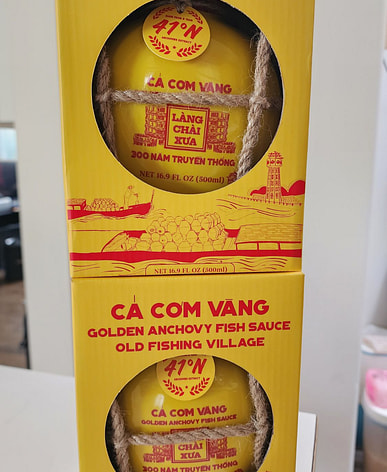 41°N
CÁ CƠM VÀNG
LÀNG
CHÀI
XƯA
300 NĂM TRUYỀN THỐNG
NET 16.9 FL OZ (500ml)
NET 16.9 FL OZ (500ml)
CÁ CƠM VÀNG
GOLDEN ANCHOVY FISH SAUCE
OLD FISHING VILLAGE
41°N
CÁ CƠM VÀNG
GOLDEN ANCHOVY FISH SAUCE
LÀNG
CHÀI
XƯA
300 NĂM TRUYỀN THỐNG